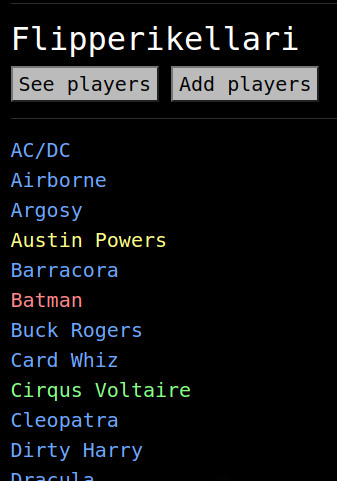 Flipperikellari
See players Add players
AC/DC
Airborne
Argosy
Austin Powers
Barracora
Batman
Buck Rogers
Card Whiz
Cirqus Voltaire
Cleopatra
Dirty Harry
Dracula